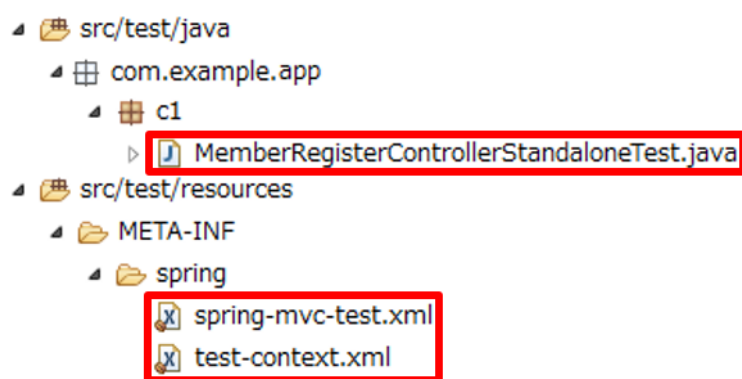 src/test/java
com.example.app
c1
MemberRegisterControllerStandaloneTest.java
src/test/resources
META-INF
spring
spring-mvc-test.xml
test-context.xml